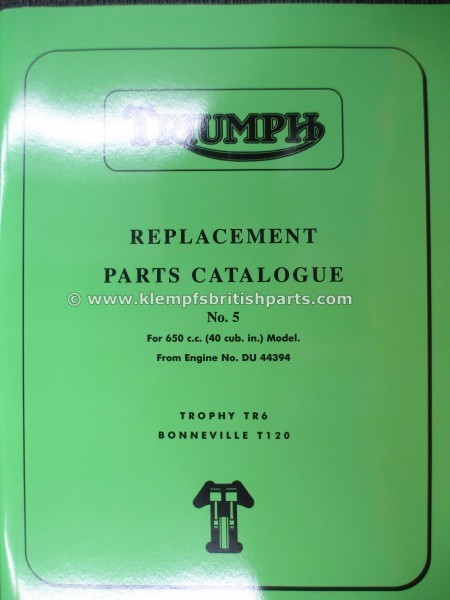 TRIUMPH
REPLACEMENT
PARTS CATALOGUE
© www.klempfsbritishparts.com
No. 5
For 650 c.c. (40 cub. in.) Model.
From Engine No. DU 44394
TROPHY TR6
BONNEVILLE T120